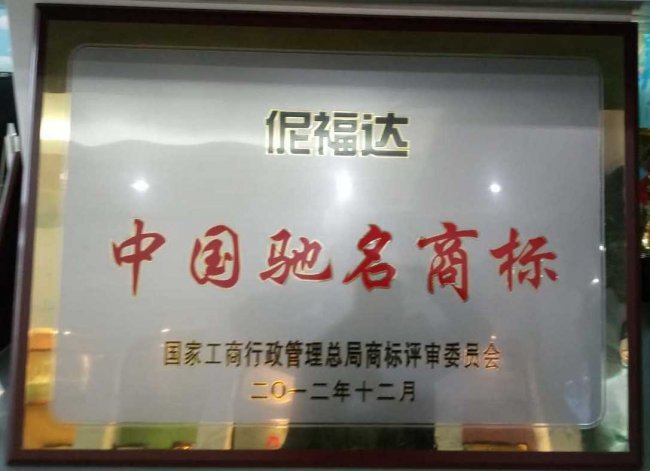 伲福达
中国驰名商标
国家工商行政管理总局商标评审委员会
二〇一二年十二月